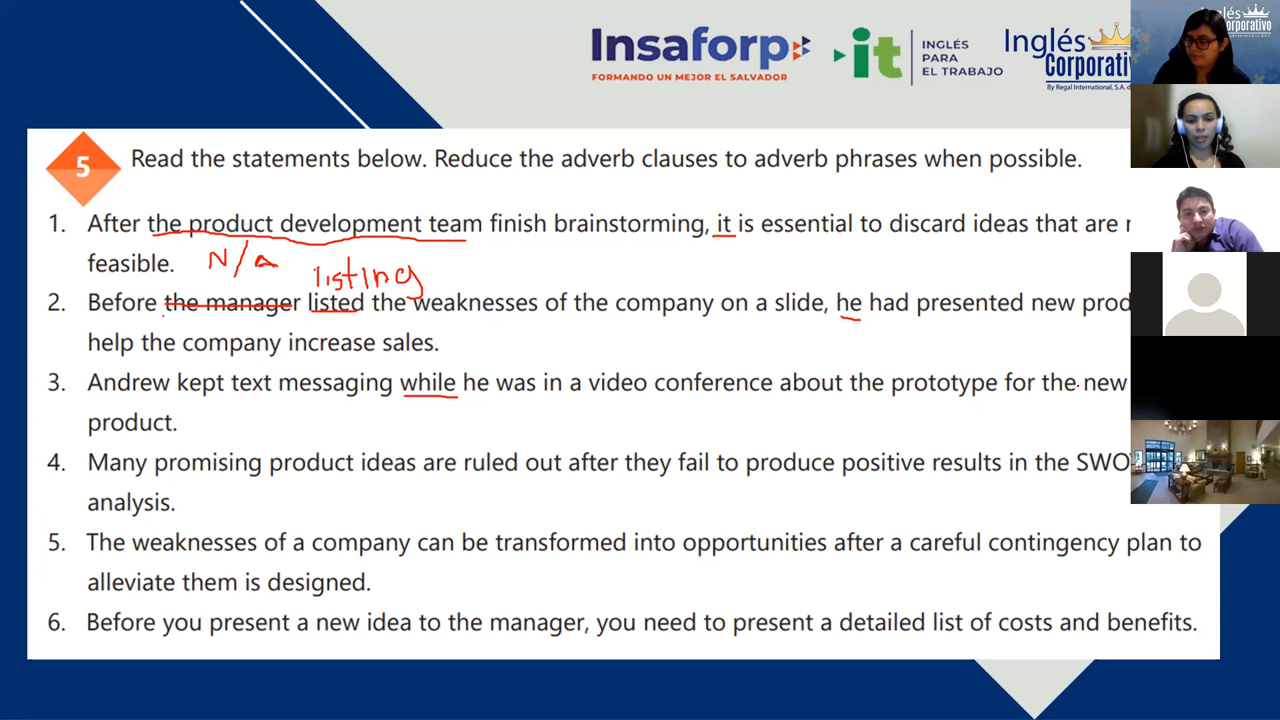 Insaforp
FORMANDO UN MEJOR EL SALVADOR
it
INGLÉS
PARA
EL TRABAJO
Inglés
Corporativ
By Regal International, S.A. d
Inglés
orporativo
5
Read the statements below. Reduce the adverb clauses to adverb phrases when possible.
1. After the product development team finish brainstorming, it is essential to discard ideas that are
feasible.
N/A
listing
2. Before the manager listed the weaknesses of the company on a slide, he had presented new prod
help the company increase sales.
3. Andrew kept text messaging while he was in a video conference about the prototype for the new
product.
4. Many promising product ideas are ruled out after they fail to produce positive results in the SWO
analysis.
5. The weaknesses of a company can be transformed into opportunities after a careful contingency plan to
alleviate them is designed.
6. Before you present a new idea to the manager, you need to present a detailed list of costs and benefits.